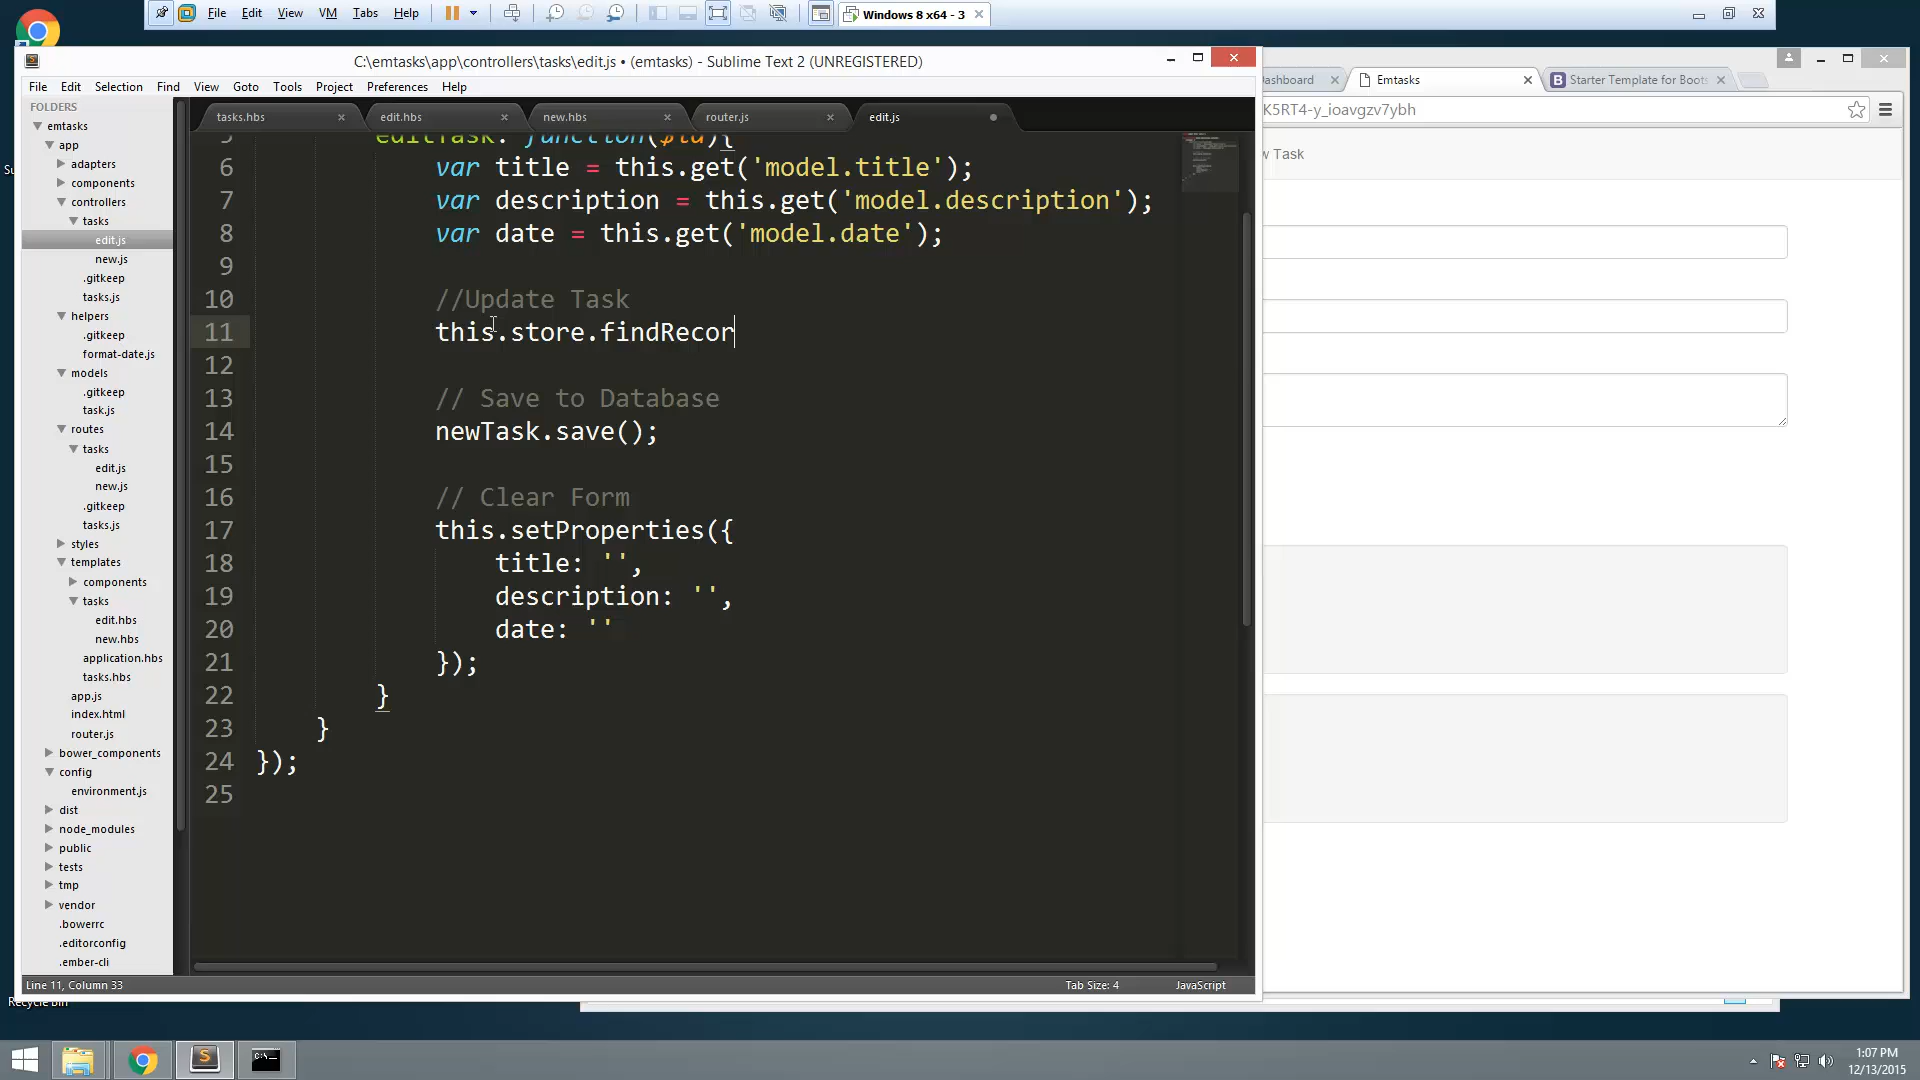 File Edit View VM Tabs Help
Windows 8 x64 - 3
C:\emtasks\app\controllers\tasks\edit.js • (emtasks) - Sublime Text 2 (UNREGISTERED)
File Edit Selection Find View Goto Tools Project Preferences Help
FOLDERS
emtasks
app
adapters
components
controllers
tasks
edit.js
new.js
.gitkeep
tasks.js
helpers
.gitkeep
format-date.js
models
.gitkeep
task.js
routes
tasks
edit.js
new.js
.gitkeep
tasks.js
styles
templates
components
tasks
edit.hbs
new.hbs
application.hbs
tasks.hbs
app.js
index.html
router.js
bower_components
config
environment.js
dist
node_modules
public
tests
tmp
vendor
.bowerrc
.editorconfig
.ember-cli
tasks.hbs edit.hbs new.hbs router.js edit.js
5 editTask: function($id){
6 var title = this.get('model.title');
7 var description = this.get('model.description');
8 var date = this.get('model.date');
9
10 //Update Task
11 this.store.findRecor
12
13 // Save to Database
14 newTask.save();
15
16 // Clear Form
17 this.setProperties({
18 title: '',
19 description: '',
20 date: ''
21 });
22 }
23 }
24 });
25
Line 11, Column 33
Tab Size: 4
JavaScript
Dashboard
Emtasks
Starter Template for Boots
K5RT4-y_ioavgzv7ybh
Task
Recycle Bin
1:07 PM
12/13/2015